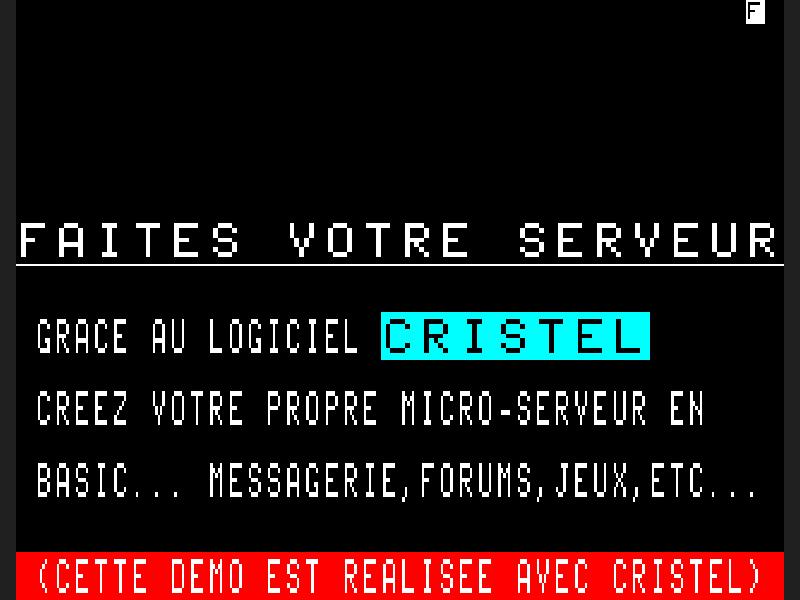 F
FAITES VOTRE SERVEUR
GRACE AU LOGICIEL CRISTEL
CREEZ VOTRE PROPRE MICRO-SERVEUR EN
BASIC... MESSAGERIE,FORUMS,JEUX,ETC...
(CETTE DEMO EST REALISEE AVEC CRISTEL)